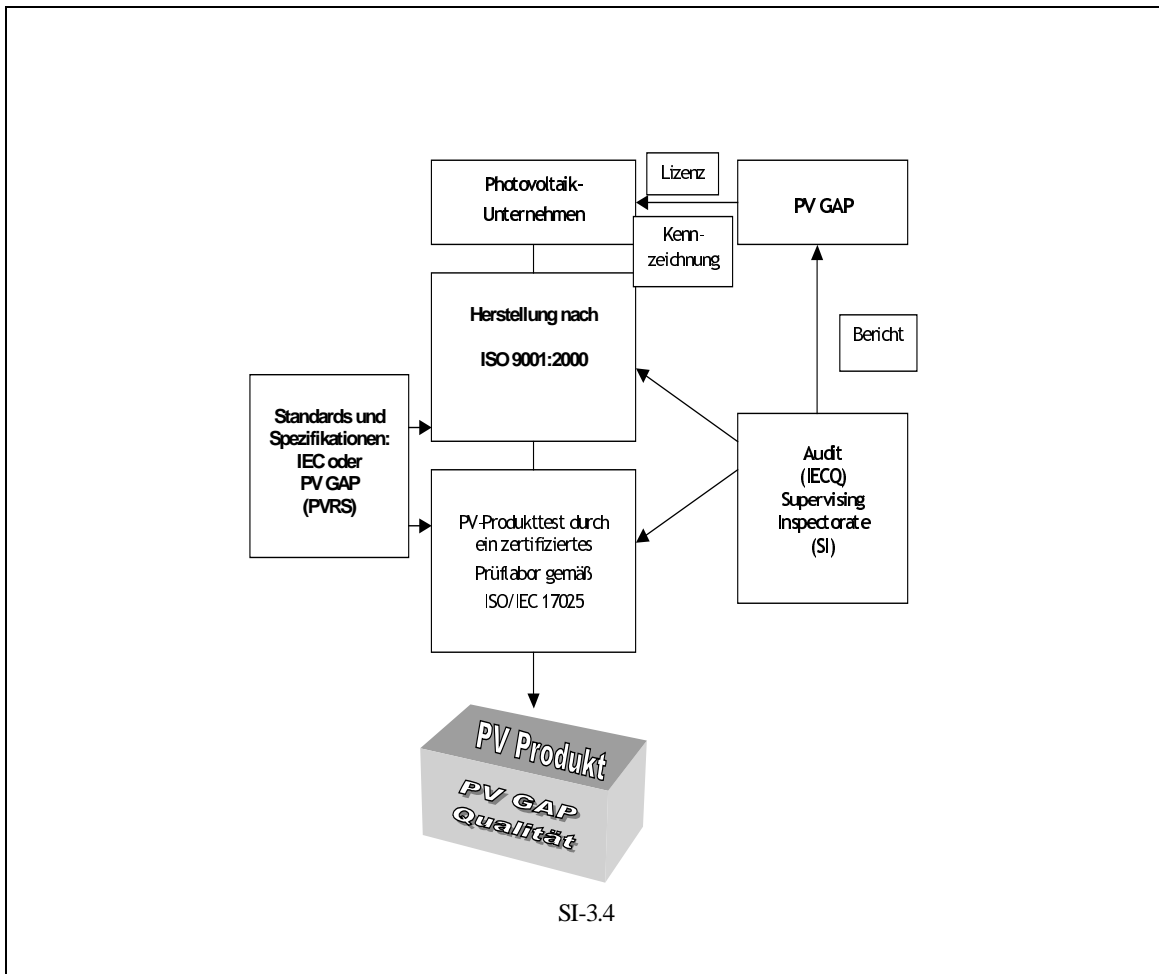 Photovoltaik-
Unternehmen
Lizenz
PV GAP
Kenn-
zeichnung
Herstellung nach
ISO 9001:2000
Bericht
Standards und
Spezifikationen:
IEC oder
PV GAP
(PVRS)
Audit
(IECQ)
Supervising
Inspectorate
(SI)
PV-Produkttest durch
ein zertifiziertes
Prüflabor gemäß
ISO/IEC 17025
PV Produkt
PV GAP
Qualität
SI-3.4